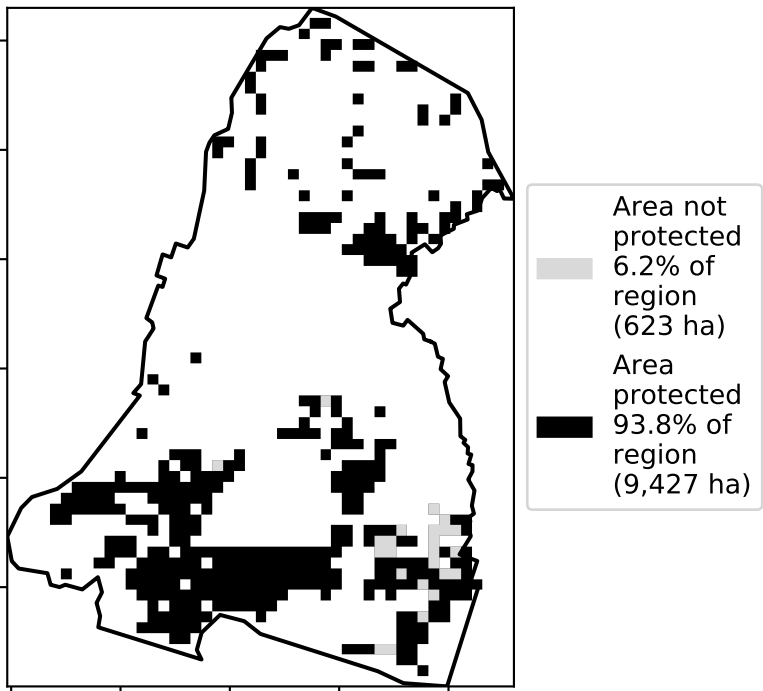 Area not
protected
6.2% of
region
(623 ha)
Area
protected
93.8% of
region
(9,427 ha)